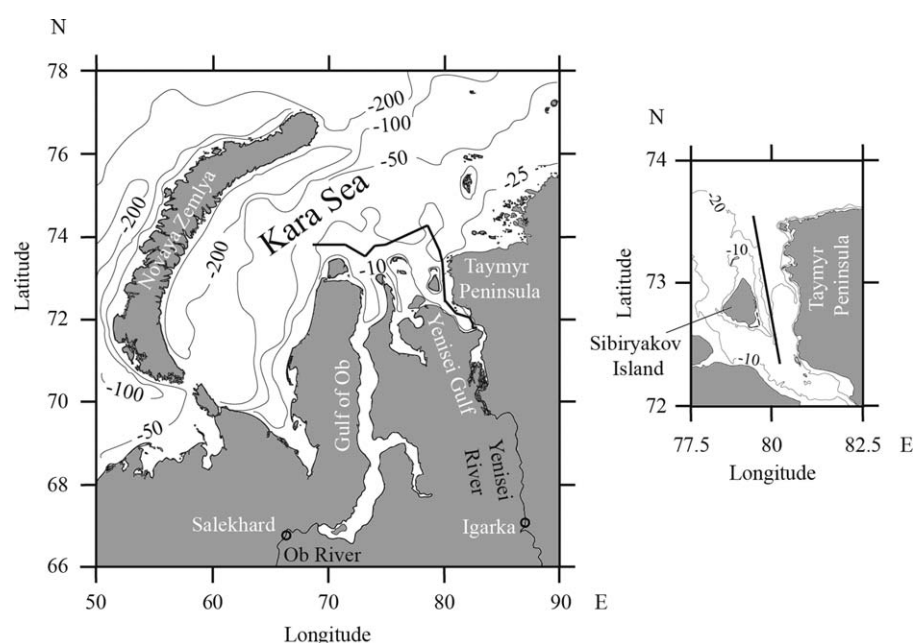 N
78
76
74
72
70
68
66
Latitude
50
60
70
80
90
E
Longitude
-200
-100
-50
-25
-200
Novaya Zemlya
-200
Kara Sea
-10
Taymyr
Peninsula
-100
-50
Gulf of Ob
Yenisei Gulf
Yenisei
River
Salekhard
Igarka
Ob River
N
74
73
72
Latitude
77.5
80
82.5
E
Longitude
-20
-10
Taymyr
Peninsula
Sibiryakov
Island
-10